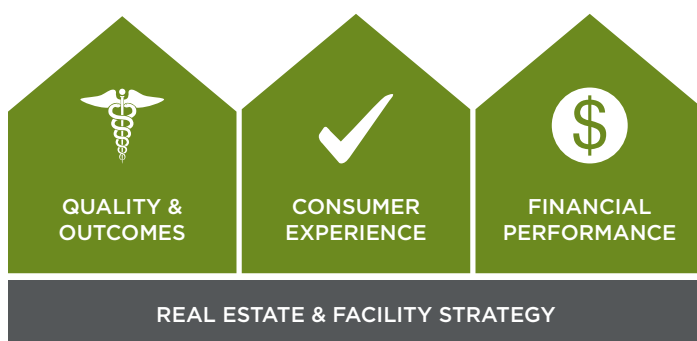 QUALITY &
OUTCOMES
CONSUMER
EXPERIENCE
$
FINANCIAL
PERFORMANCE
REAL ESTATE & FACILITY STRATEGY